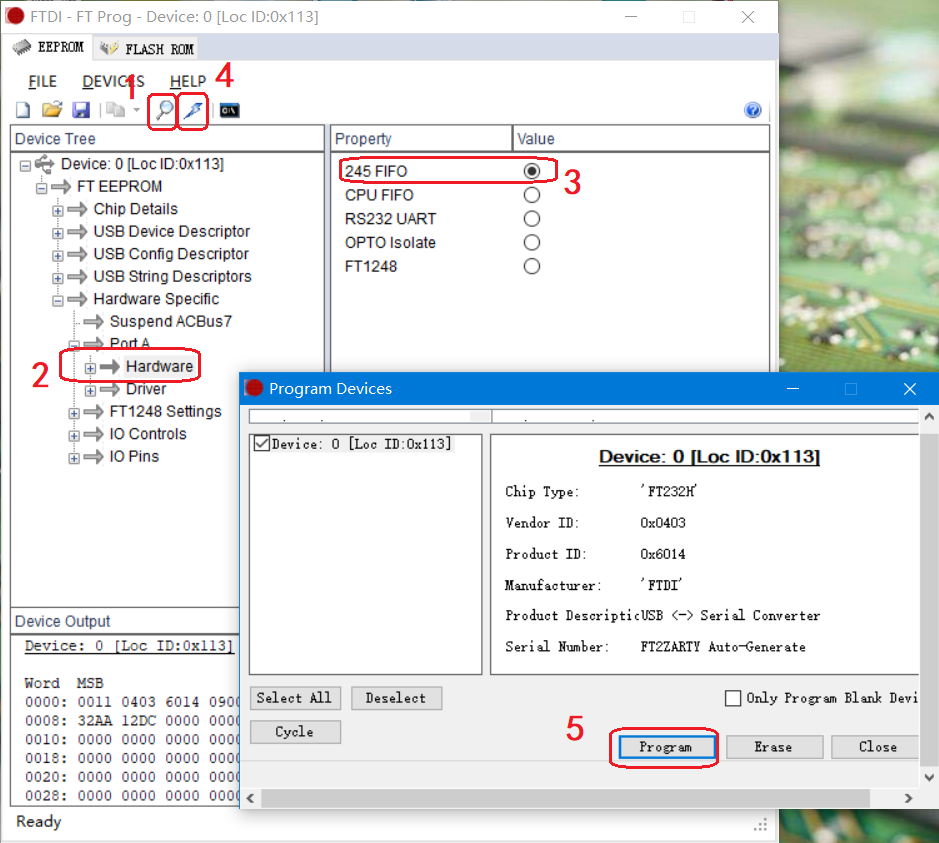 FTDI - FT Prog - Device: 0 [Loc ID:0x113]
EEPROM
FLASH ROM
FILE
DEVICES
HELP
4
1
C:\
Device Tree
Property
Value
Device: 0 [Loc ID:0x113]
FT EEPROM
Chip Details
USB Device Descriptor
USB Config Descriptor
USB String Descriptors
Hardware Specific
Suspend ACBus7
Port A
2
Hardware
Driver
FT1248 Settings
IO Controls
IO Pins
245 FIFO
3
CPU FIFO
RS232 UART
OPTO Isolate
FT1248
Device Output
Device: 0 [Loc ID:0x113]
Word MSB
0000: 0011 0403 6014 0900
0008: 32AA 12DC 0000 0000
0010: 0000 0000 0000 0000
0018: 0000 0000 0000 0000
0020: 0000 0000 0000 0000
0028: 0000 0000 0000 0000
Ready
Program Devices
Device: 0 [Loc ID:0x113]
Device: 0 [Loc ID:0x113]
Chip Type: 'FT232H'
Vendor ID: 0x0403
Product ID: 0x6014
Manufacturer: 'FTDI'
Product Descriptic USB <-> Serial Converter
Serial Number: FT2ZARTY Auto-Generate
Select All
Deselect
Only Program Blank Devi
Cycle
5
Program
Erase
Close